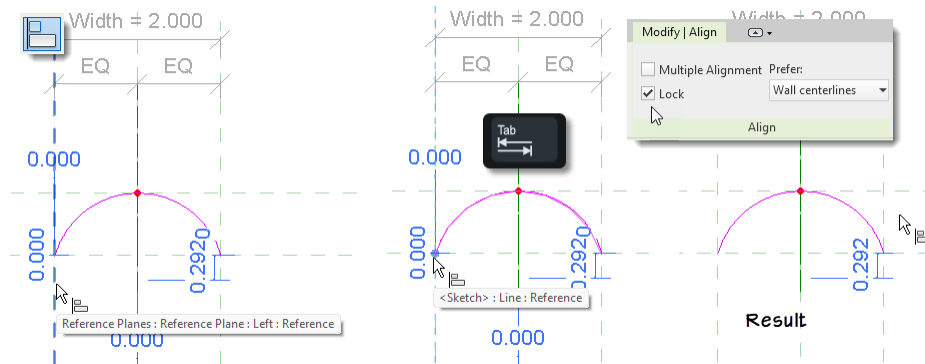 Width = 2.000
EQ EQ
0.000
0.000
0.2920
Reference Planes : Reference Plane : Left : Reference
0.000
Width = 2.000
EQ EQ
Tab
0.000
0.000
0.292
<Sketch> : Line : Reference
0.000
Width = 2.000
Modify | Align
Multiple Alignment
Prefer:
Lock
Wall centerlines
Align
0.292
Result